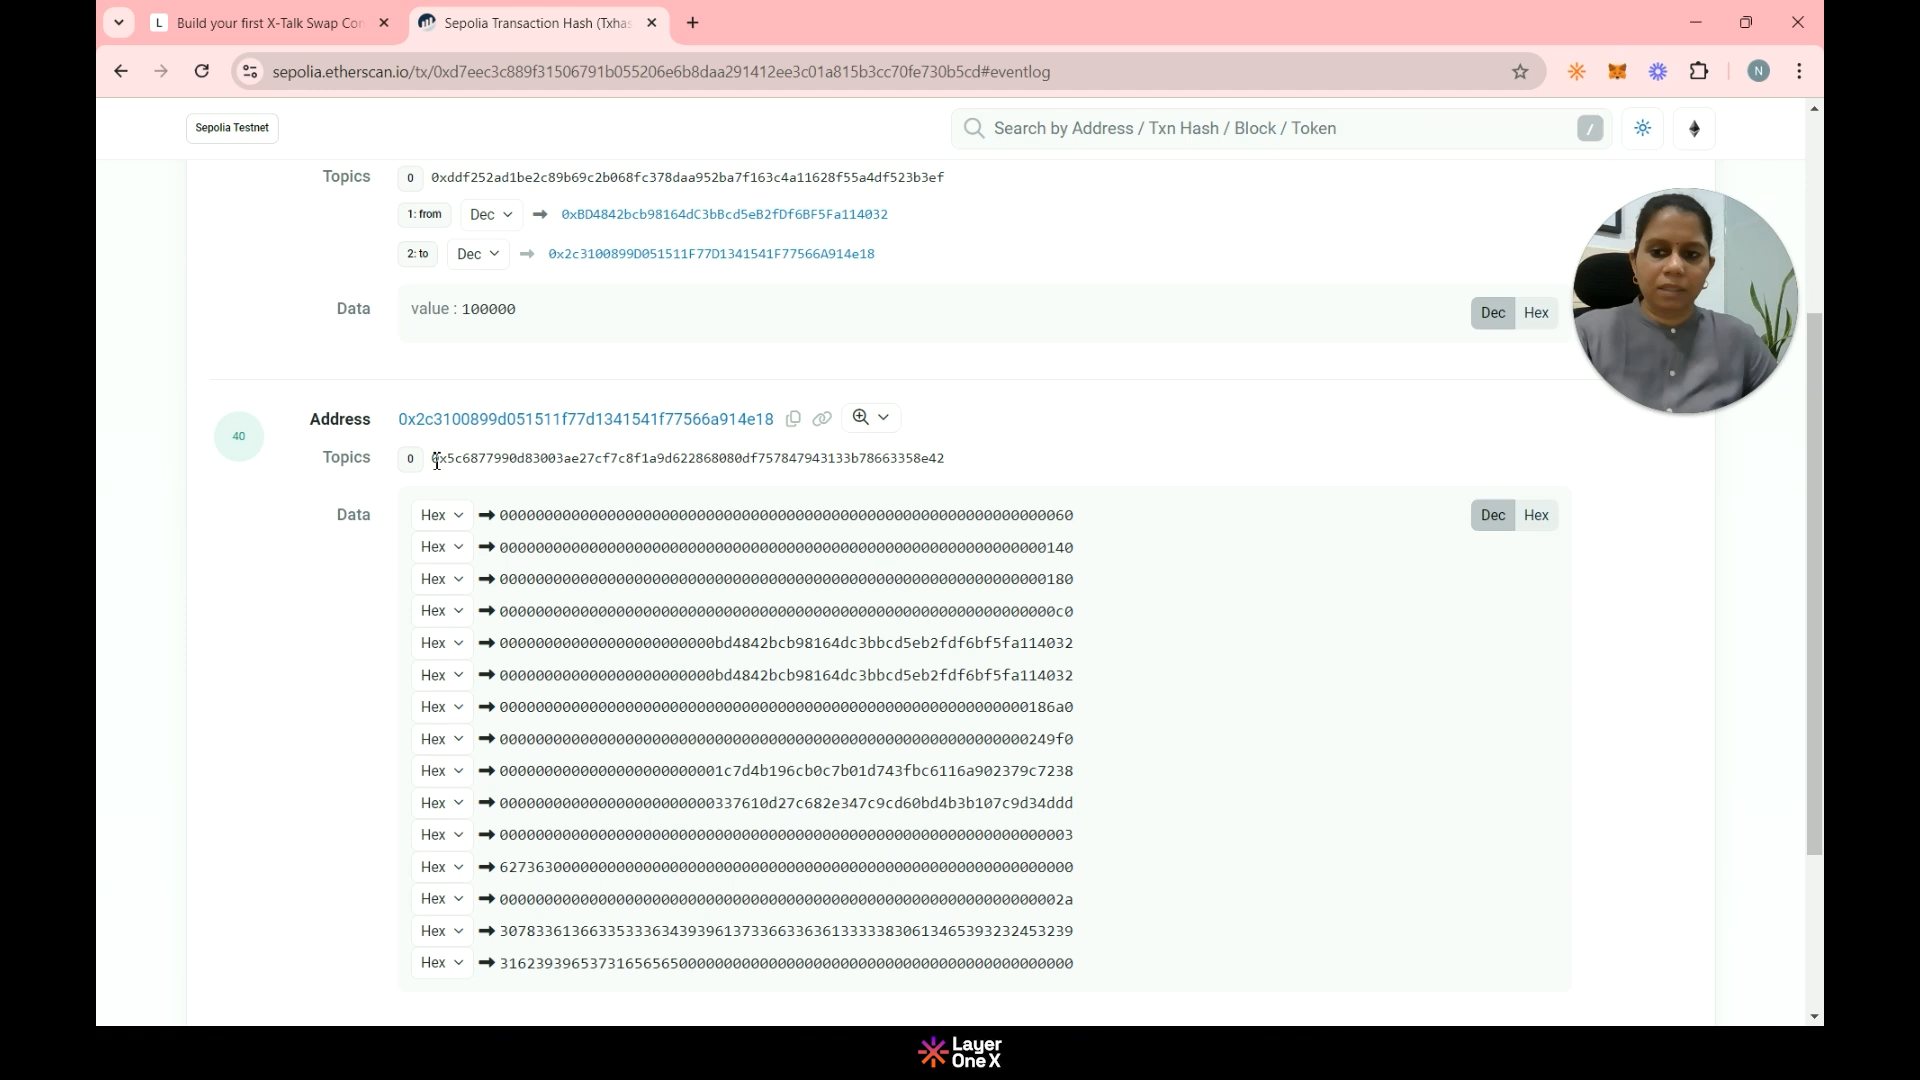 Build your first X-Talk Swap Con
Sepolia Transaction Hash (Txhas
sepolia.etherscan.io/tx/0xd7eec3c889f31506791b055206e6b8daa291412ee3c01a815b3cc70fe730b5cd#eventlog
N
Sepolia Testnet
Search by Address / Txn Hash / Block / Token
/
Topics
0
0xddf252ad1be2c89b69c2b068fc378daa952ba7f163c4a11628f55a4df523b3ef
1: from
Dec
0xBD4842bcb98164dC3bBcd5eB2fDf6BF5Fa114032
2: to
Dec
0x2c3100899D051511F77D1341541F77566A914e18
Data
value : 100000
Dec
Hex
40
Address
0x2c3100899d051511f77d1341541f77566a914e18
Topics
0
0x5c6877990d83003ae27cf7c8f1a9d622868080df757847943133b78663358e42
Data
Dec
Hex
Hex 0000000000000000000000000000000000000000000000000000000000000060
Hex 0000000000000000000000000000000000000000000000000000000000000140
Hex 0000000000000000000000000000000000000000000000000000000000000180
Hex 00000000000000000000000000000000000000000000000000000000000000c0
Hex 000000000000000000000000bd4842bcb98164dc3bbcd5eb2fdf6bf5fa114032
Hex 000000000000000000000000bd4842bcb98164dc3bbcd5eb2fdf6bf5fa114032
Hex 00000000000000000000000000000000000000000000000000000000000186a0
Hex 00000000000000000000000000000000000000000000000000000000000249f0
Hex 0000000000000000000000001c7d4b196cb0c7b01d743fbc6116a902379c7238
Hex 000000000000000000000000337610d27c682e347c9cd60bd4b3b107c9d34ddd
Hex 0000000000000000000000000000000000000000000000000000000000000003
Hex 6273630000000000000000000000000000000000000000000000000000000000
Hex 000000000000000000000000000000000000000000000000000000000000002a
Hex
Hex
Layer
One X